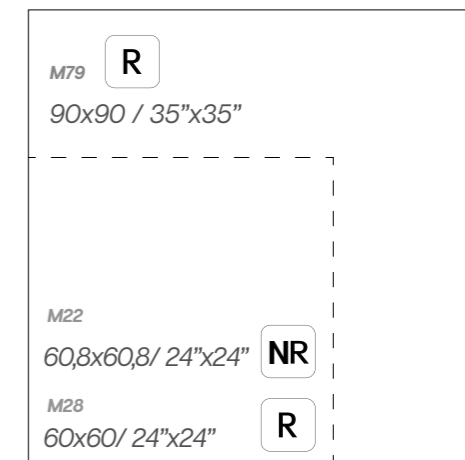 M79 R
90x90 / 35”x35”
M22
60,8x60,8/ 24”x24” NR
M28
60x60/ 24”x24” R